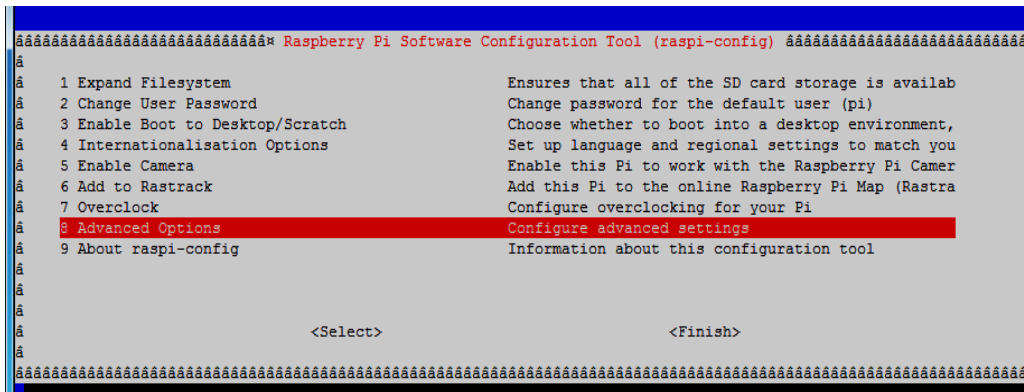 âââââââââââââââââââââââââââââ¤ Raspberry Pi Software Configuration Tool (raspi-config) âââââââââââââââââââââââââââ
â
â 1 Expand Filesystem Ensures that all of the SD card storage is availab
â 2 Change User Password Change password for the default user (pi)
â 3 Enable Boot to Desktop/Scratch Choose whether to boot into a desktop environment,
â 4 Internationalisation Options Set up language and regional settings to match you
â 5 Enable Camera Enable this Pi to work with the Raspberry Pi Camer
â 6 Add to Rastrack Add this Pi to the online Raspberry Pi Map (Rastra
â 7 Overclock Configure overclocking for your Pi
â 8 Advanced Options Configure advanced settings
â 9 About raspi-config Information about this configuration tool
â
â
â
â <Select> <Finish>
â
âââââââââââââââââââââââââââââââââââââââââââââââââââââââââââââââââââââââââââââââââââââââââââââââââââââââââââââââââ